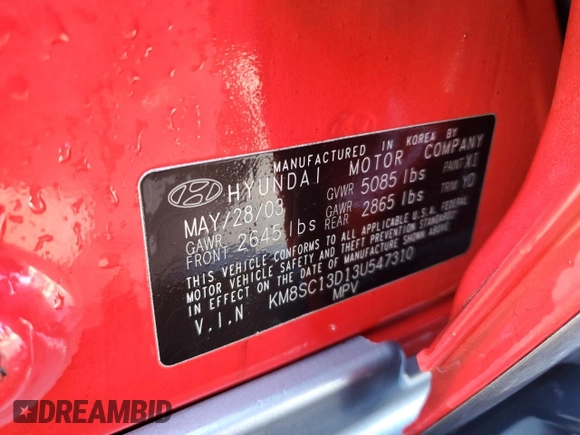 MANUFACTURED IN KOREA BY
HYUNDAI MOTOR COMPANY
MAY/28/03 GVWR 5085 lbs PAINT XI
GAWR FRONT 2645 lbs GAWR REAR 2865 lbs TRIM YD
THIS VEHICLE CONFORMS TO ALL APPLICABLE U.S.A. FEDERAL
MOTOR VEHICLE SAFETY AND THEFT PREVENTION STANDARDS
IN EFFECT ON THE DATE OF MANUFACTURE SHOWN ABOVE
V.I.N KM8SC13D13U547310
MPV
DREAMBID